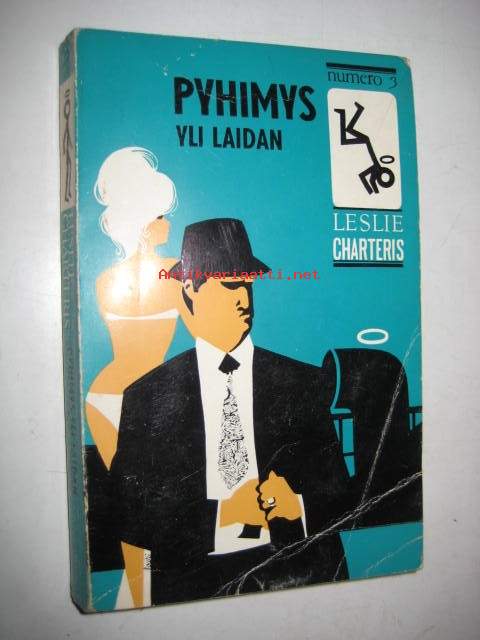 numero 3
PYHIMYS
YLI LAIDAN
LESLIE
CHARTERIS
Antikvariaatti.net